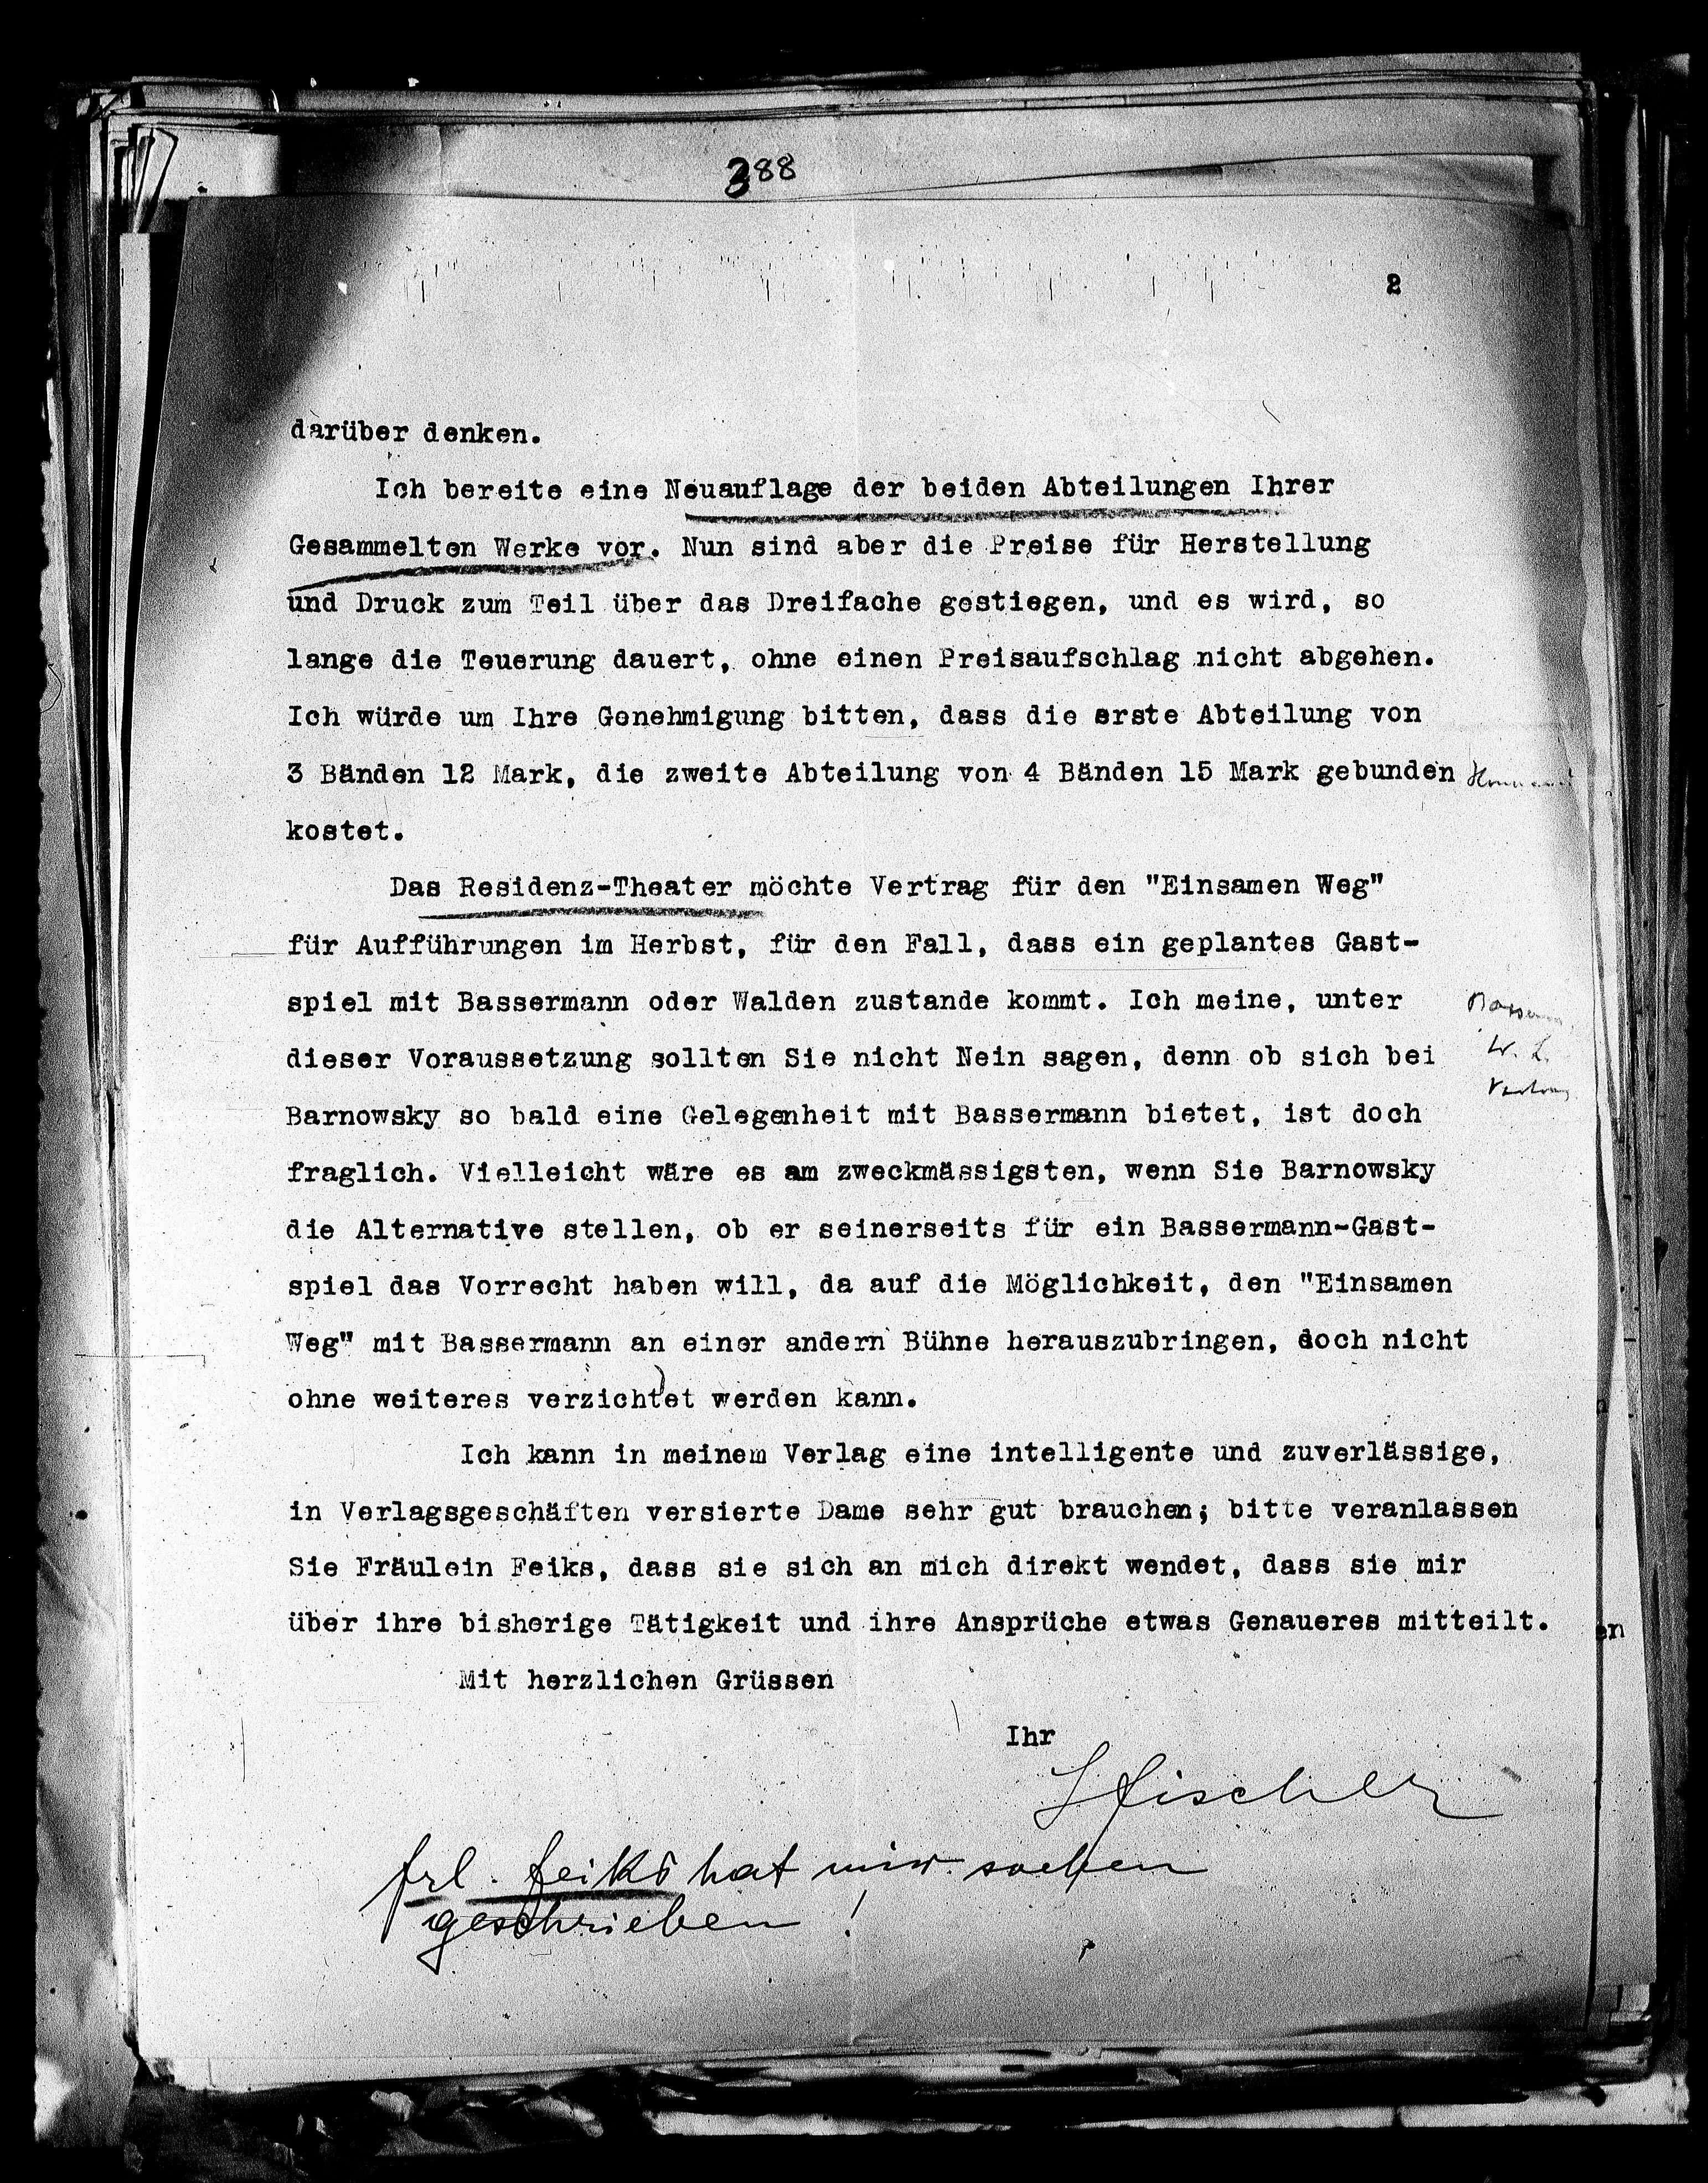 388
2
darüber denken.
Ich bereite eine Neuauflage der beiden Abteilungen Ihrer
Gesammelten Werke vor. Nun sind aber die Preise für Herstellung
und Druck zum Teil über das Dreifache gestiegen, und es wird, so
lange die Teuerung dauert, ohne einen Preisaufschlag nicht abgehen.
Ich würde um Ihre Genehmigung bitten, dass die erste Abteilung von
3 Bänden 12 Mark, die zweite Abteilung von 4 Bänden 15 Mark gebunden
kostet.
Das Residenz-Theater möchte Vertrag für den "Einsamen Weg"
für Aufführungen im Herbst, für den Fall, dass ein geplantes Gast-
spiel mit Bassermann oder Walden zustande kommt. Ich meine, unter
dieser Voraussetzung sollten Sie nicht Nein sagen, denn ob sich bei
Barnowsky so bald eine Gelegenheit mit Bassermann bietet, ist doch
fraglich. Vielleicht wäre es am zweckmässigsten, wenn Sie Barnowsky
die Alternative stellen, ob er seinerseits für ein Bassermann-Gast-
spiel das Vorrecht haben will, da auf die Möglichkeit, den "Einsamen
Weg" mit Bassermann an einer andern Bühne herauszubringen, doch nicht
ohne weiteres verzichtet werden kann.
Ich kann in meinem Verlag eine intelligente und zuverlässige,
in Verlagsgeschäften versierte Dame sehr gut brauchen; bitte veranlassen
Sie Fräulein Feiks, dass sie sich an mich direkt wendet, dass sie mir
über ihre bisherige Tätigkeit und ihre Ansprüche etwas Genaueres mitteilt.
en
Mit herzlichen Grüssen
Ihr
SFischer
Frl. Feiks hat mir soeben
geschrieben!